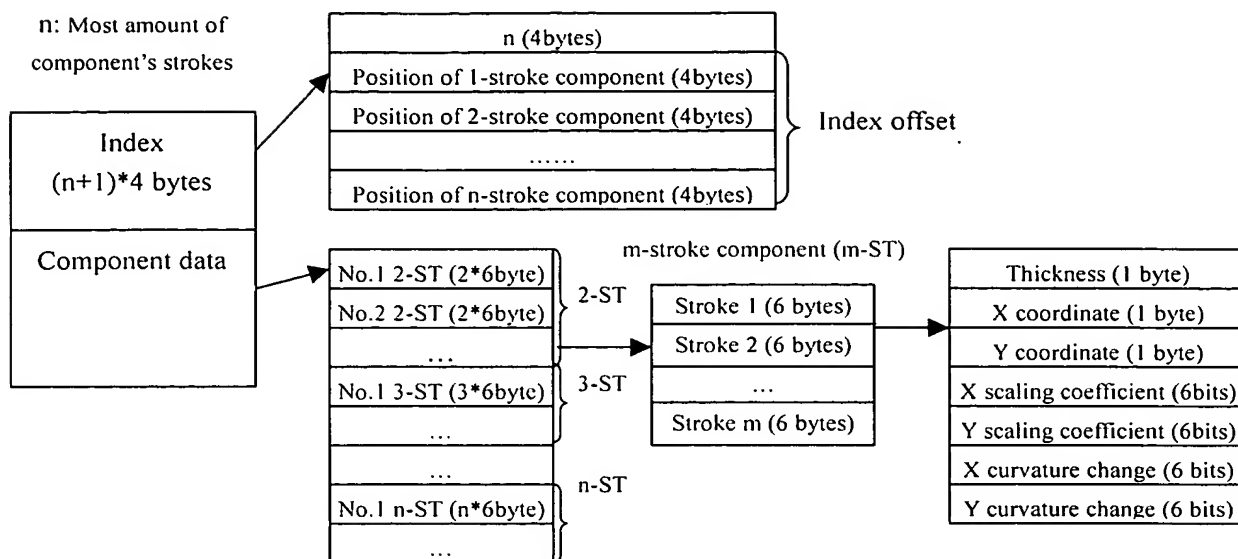 n: Most amount of
component's strokes
Index
(n+1)*4 bytes
Component data
n (4bytes)
Position of 1-stroke component (4bytes)
Position of 2-stroke component (4bytes)
......
Position of n-stroke component (4bytes)
Index offset
No.1 2-ST (2*6byte)
No.2 2-ST (2*6byte)
...
No.1 3-ST (3*6byte)
...
...
No.1 n-ST (n*6byte)
...
2-ST
3-ST
n-ST
m-stroke component (m-ST)
Stroke 1 (6 bytes)
Stroke 2 (6 bytes)
...
Stroke m (6 bytes)
Thickness (1 byte)
X coordinate (1 byte)
Y coordinate (1 byte)
X scaling coefficient (6bits)
Y scaling coefficient (6bits)
X curvature change (6 bits)
Y curvature change (6 bits)